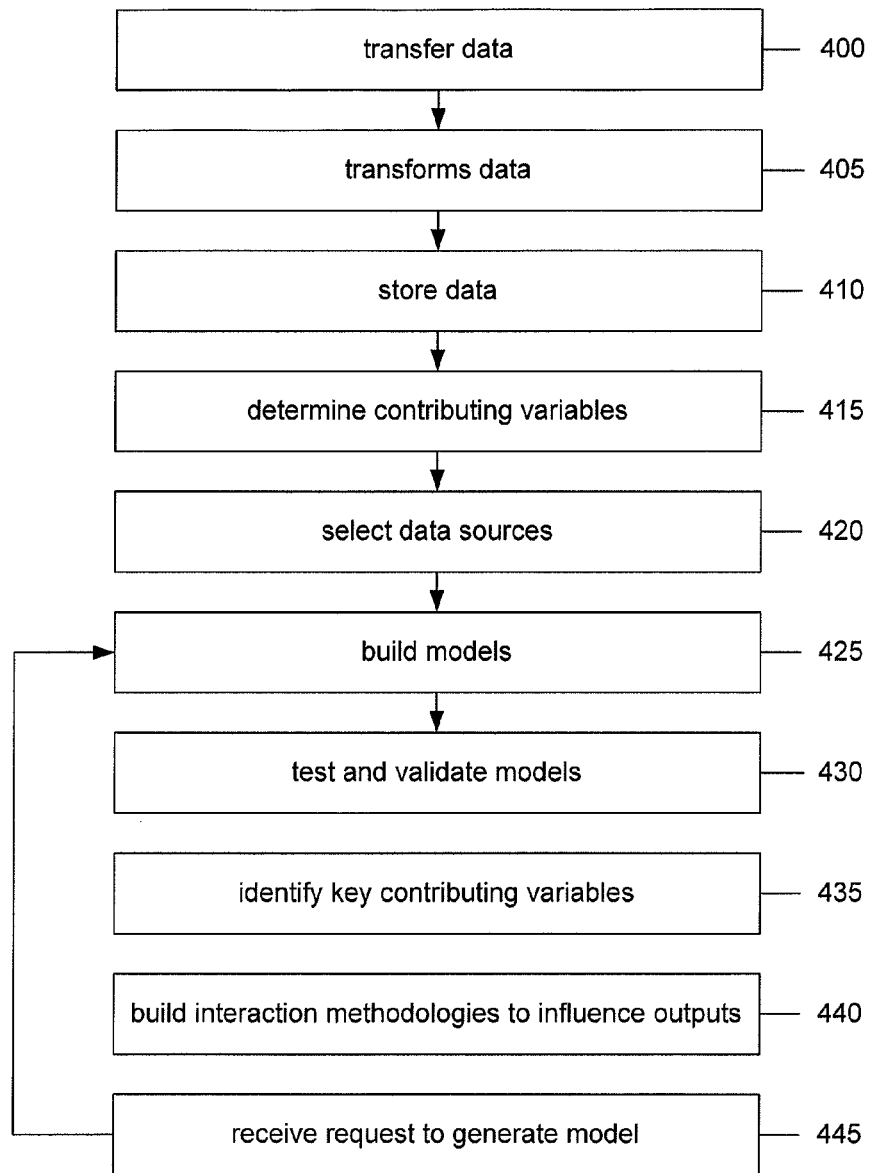 transfer data 400
transforms data 405
store data 410
determine contributing variables 415
select data sources 420
build models 425
test and validate models 430
identify key contributing variables 435
build interaction methodologies to influence outputs 440
receive request to generate model 445